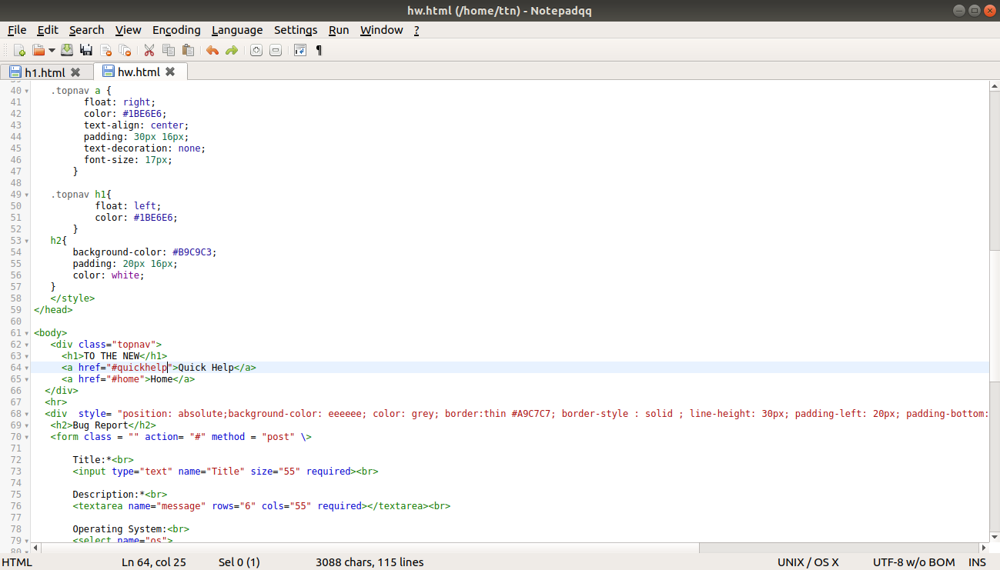 hw.html (/home/ttn) - Notepadqq
File Edit Search View Encoding Language Settings Run Window ?
h1.html hw.html
39
40 .topnav a {
41 float: right;
42 color: #1BE6E6;
43 text-align: center;
44 padding: 30px 16px;
45 text-decoration: none;
46 font-size: 17px;
47 }
48
49 .topnav h1{
50 float: left;
51 color: #1BE6E6;
52 }
53 h2{
54 background-color: #B9C9C3;
55 padding: 20px 16px;
56 color: white;
57 }
58 </style>
59 </head>
60
61 <body>
62 <div class="topnav">
63 <h1>TO THE NEW</h1>
64 <a href="#quickhelp">Quick Help</a>
65 <a href="#home">Home</a>
66 </div>
67 <hr>
68 <div  style= "position: absolute;background-color: eeeeee; color: grey; border:thin #A9C7C7; border-style : solid ; line-height: 30px; padding-left: 20px; padding-bottom:
69 <h2>Bug Report</h2>
70 <form class = "" action= "#" method = "post" \>
71
72 Title:*<br>
73 <input type="text" name="Title" size="55" required><br>
74
75 Description:*<br>
76 <textarea name="message" rows="6" cols="55" required></textarea><br>
77
78 Operating System:<br>
79 <select name="os">
80
HTML Ln 64, col 25 Sel 0 (1) 3088 chars, 115 lines UNIX / OS X UTF-8 w/o BOM INS